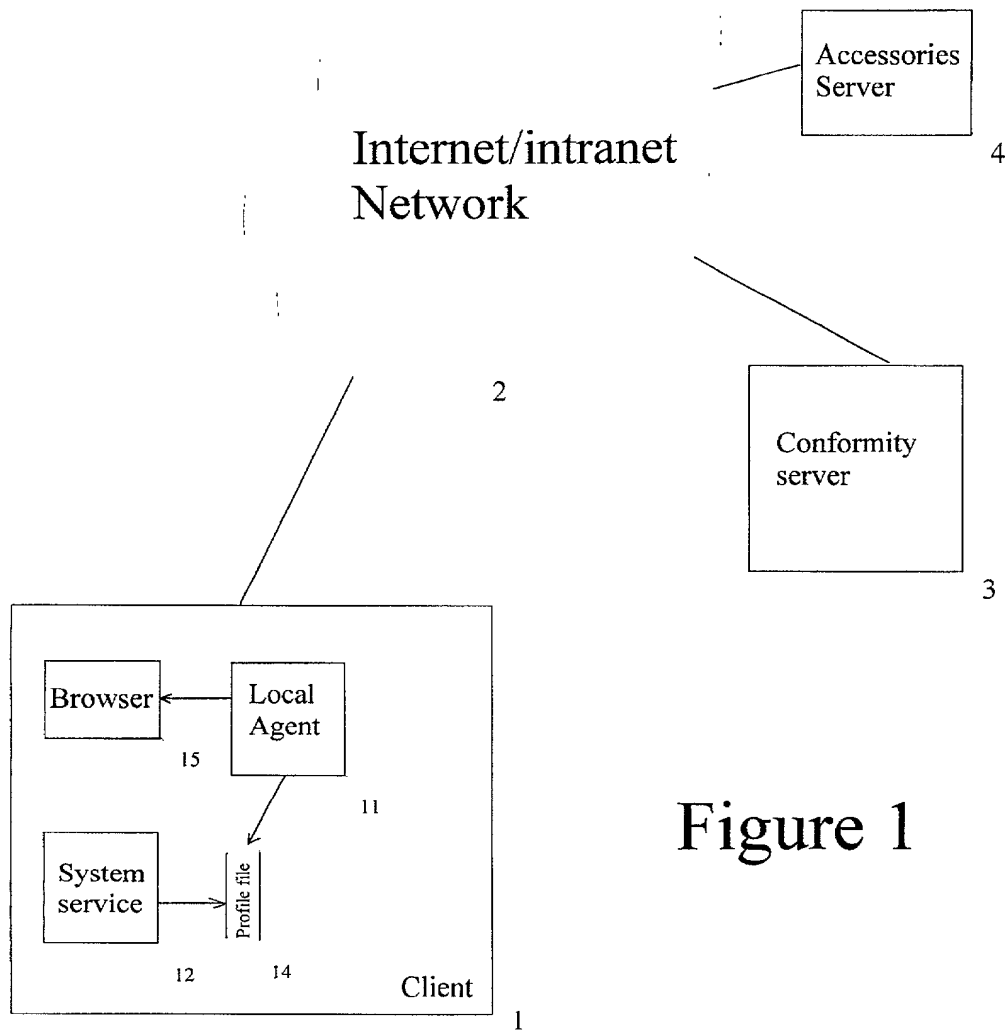 Accessories
Server
4
Internet/intranet
Network
2
Conformity
server
3
Browser
15
Local
Agent
11
System
service
12
Profile file
14
Client
1
Figure 1